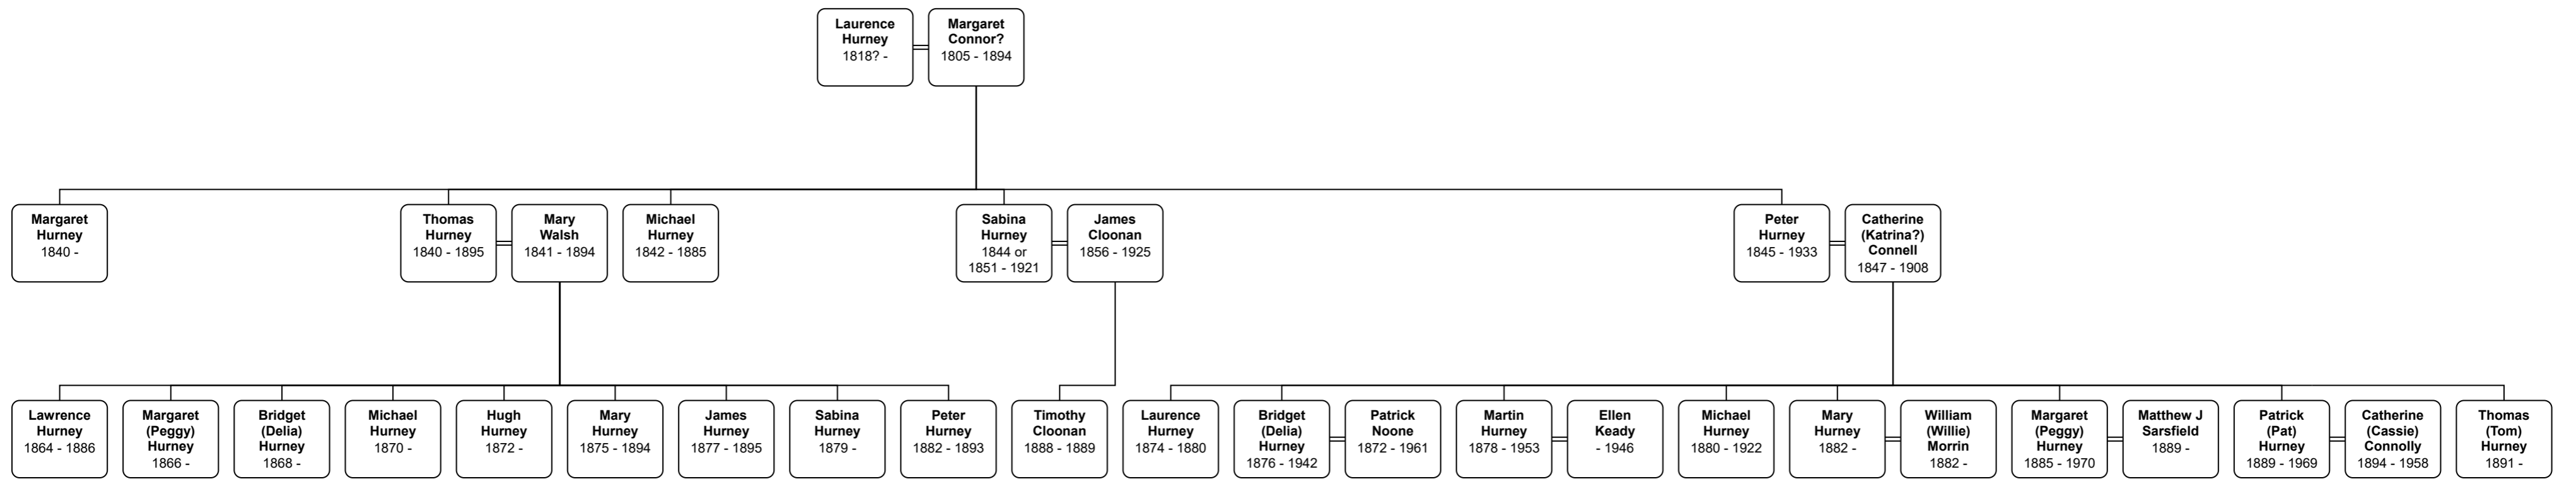 Laurence
Hurney
1818? -
Margaret
Connor?
1805 - 1894
Margaret
Hurney
1840 -
Thomas
Hurney
1840 - 1895
Mary
Walsh
1841 - 1894
Michael
Hurney
1842 - 1885
Sabina
Hurney
1844 or
1851 - 1921
James
Cloonan
1856 - 1925
Peter
Hurney
1845 - 1933
Catherine
(Katrina?)
Connell
1847 - 1908
Lawrence
Hurney
1864 - 1886
Margaret
(Peggy)
Hurney
1866 -
Bridget
(Delia)
Hurney
1868 -
Michael
Hurney
1870 -
Hugh
Hurney
1872 -
Mary
Hurney
1875 - 1894
James
Hurney
1877 - 1895
Sabina
Hurney
1879 -
Peter
Hurney
1882 - 1893
Timothy
Cloonan
1888 - 1889
Laurence
Hurney
1874 - 1880
Bridget
(Delia)
Hurney
1876 - 1942
Patrick
Noone
1872 - 1961
Martin
Hurney
1878 - 1953
Ellen
Keady
- 1946
Michael
Hurney
1880 - 1922
Mary
Hurney
1882 -
William
(Willie)
Morrin
1882 -
Margaret
(Peggy)
Hurney
1885 - 1970
Matthew J
Sarsfield
1889 -
Patrick
(Pat)
Hurney
1889 - 1969
Catherine
(Cassie)
Connolly
1894 - 1958
Thomas
(Tom)
Hurney
1891 -